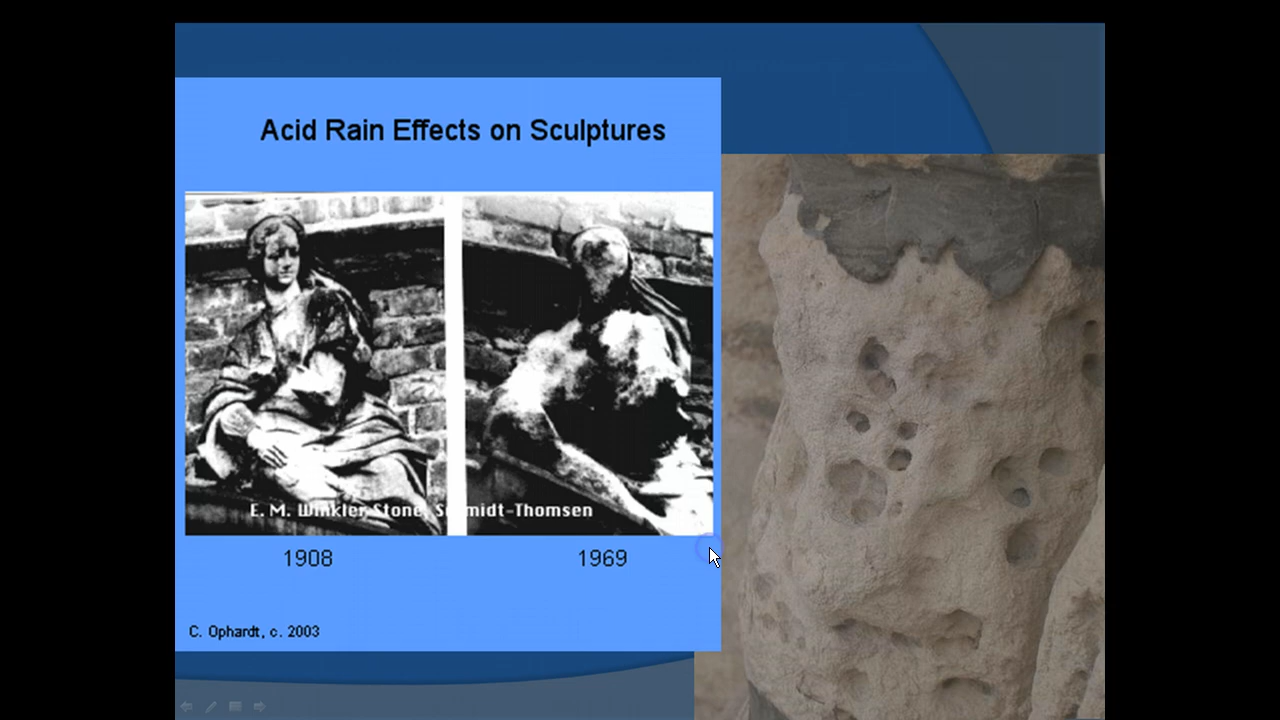 Acid Rain Effects on Sculptures
E. M. Winkler, Stone, Schmidt-Thomsen
1908
1969
C. Ophardt, c. 2003